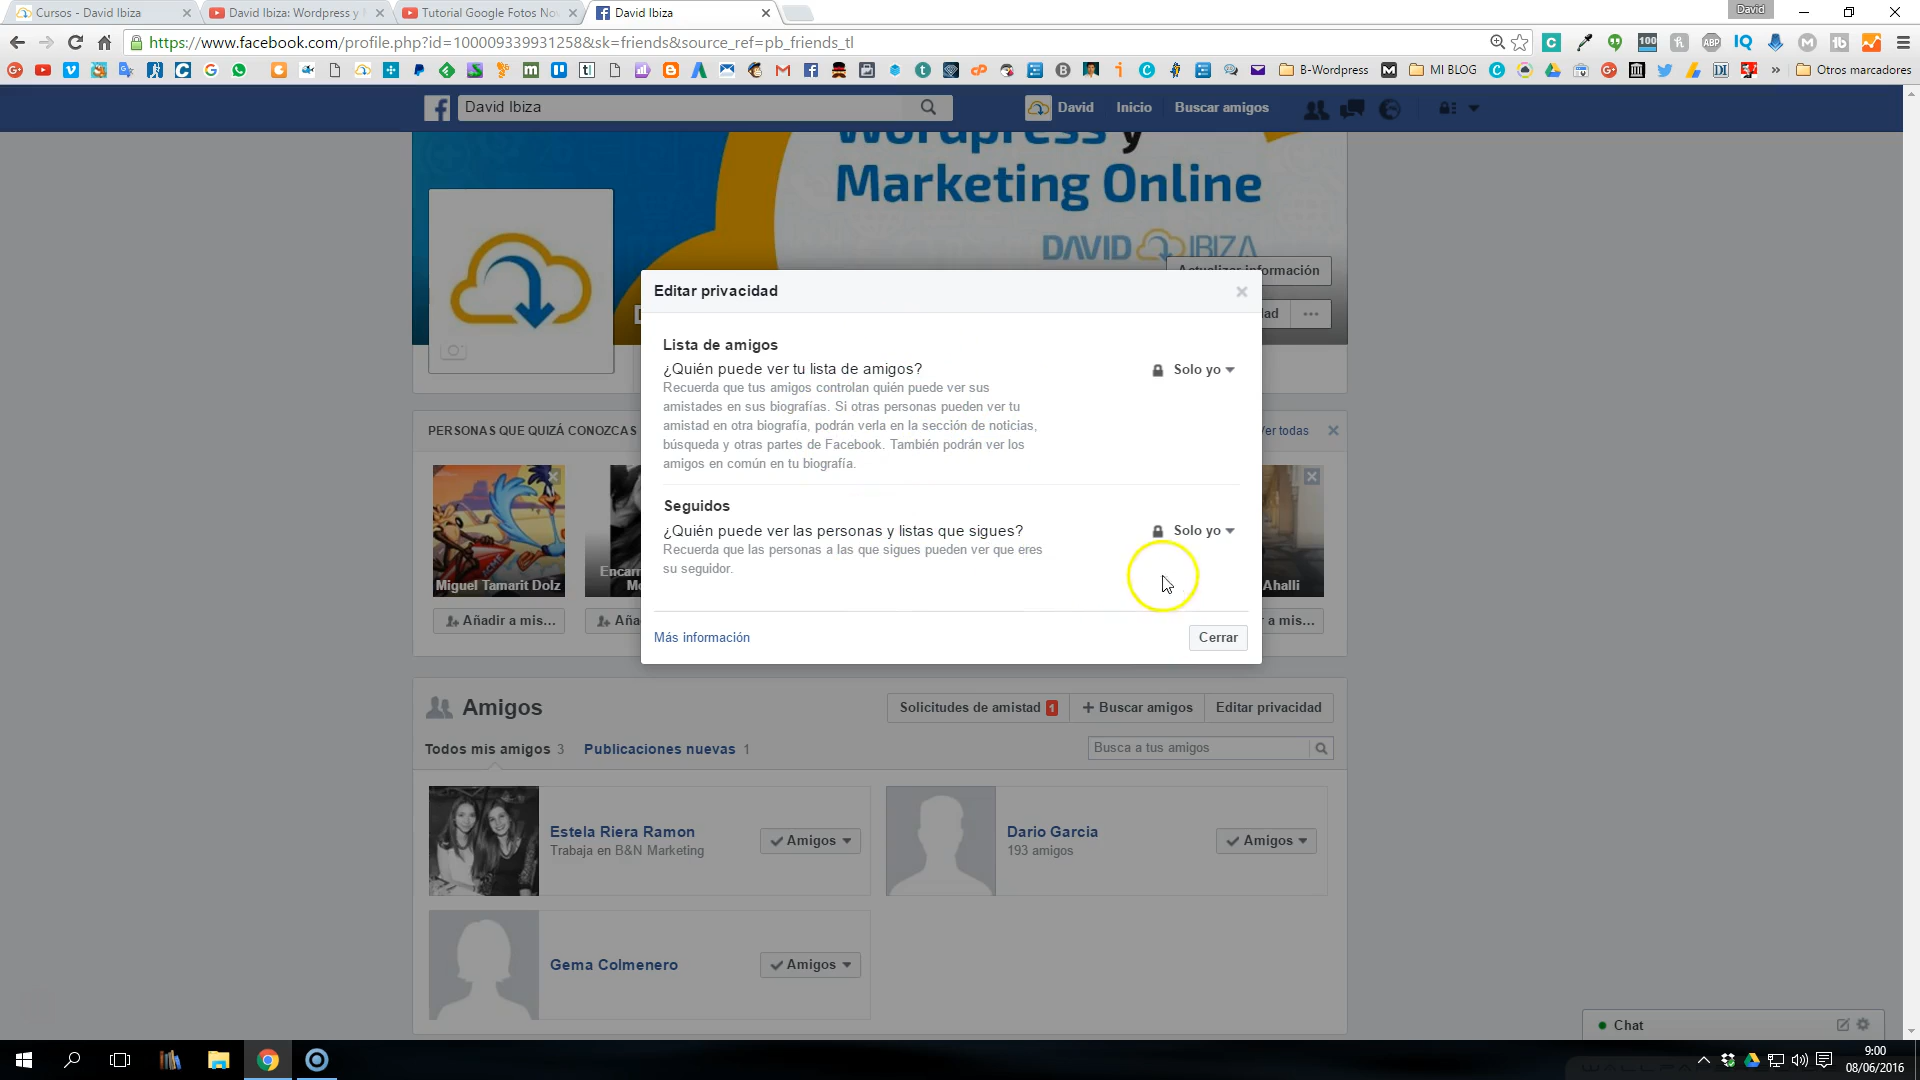 Cursos - David Ibiza
David Ibiza: Wordpress y
Tutorial Google Fotos Nov
David Ibiza
David
https://www.facebook.com/profile.php?id=100009339931258&sk=friends&source_ref=pb_friends_tl
B-Wordpress
MI BLOG
Otros marcadores
David Ibiza
David
Inicio
Buscar amigos
Wordpress y
Marketing Online
DAVID IBIZA
Actualizar información
Editar privacidad
Lista de amigos
¿Quién puede ver tu lista de amigos?
Solo yo
Recuerda que tus amigos controlan quién puede ver sus
amistades en sus biografías. Si otras personas pueden ver tu
amistad en otra biografía, podrán verla en la sección de noticias,
búsqueda y otras partes de Facebook. También podrán ver los
amigos en común en tu biografía.
Seguidos
¿Quién puede ver las personas y listas que sigues?
Solo yo
Recuerda que las personas a las que sigues pueden ver que eres
su seguidor.
Más información
Cerrar
PERSONAS QUE QUIZÁ CONOZCAS
Ver todas
Miguel Tamarit Dolz
Encarn
Mo
Ahalli
Añadir a mis...
Aña
r a mis...
Amigos
Solicitudes de amistad 1
+ Buscar amigos
Editar privacidad
Todos mis amigos 3
Publicaciones nuevas 1
Busca a tus amigos
Estela Riera Ramon
Trabaja en B&N Marketing
Amigos
Dario Garcia
193 amigos
Amigos
Gema Colmenero
Amigos
Chat
9:00
08/06/2016